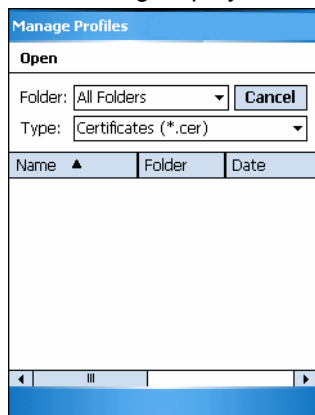 Manage Profiles
Open
Folder: All Folders Cancel
Type: Certificates (*.cer)
Name Folder Date